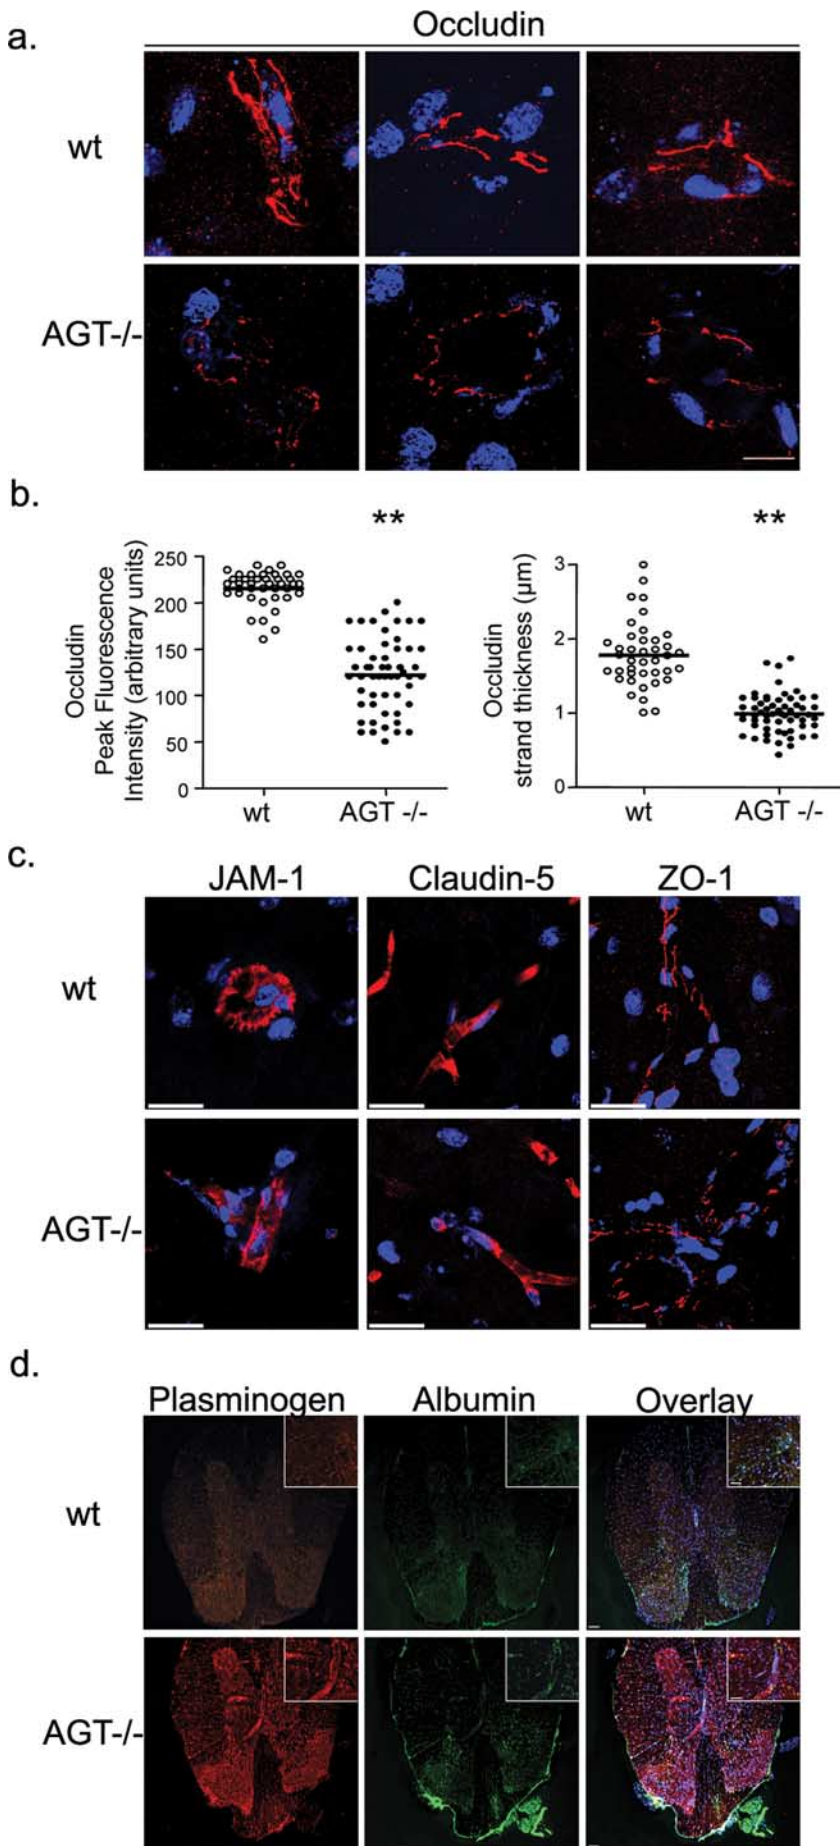 a.
Occludin
wt
AGT-/-
b.
** **
Occludin
Peak Fluorescence
Intensity (arbitrary units)
250
200
150
100
50
0
wt AGT -/-
Occludin
strand thickness (µm)
3
2
1
0
wt AGT -/-
c.
JAM-1 Claudin-5 ZO-1
wt
AGT-/-
d.
Plasminogen Albumin Overlay
wt
AGT-/-